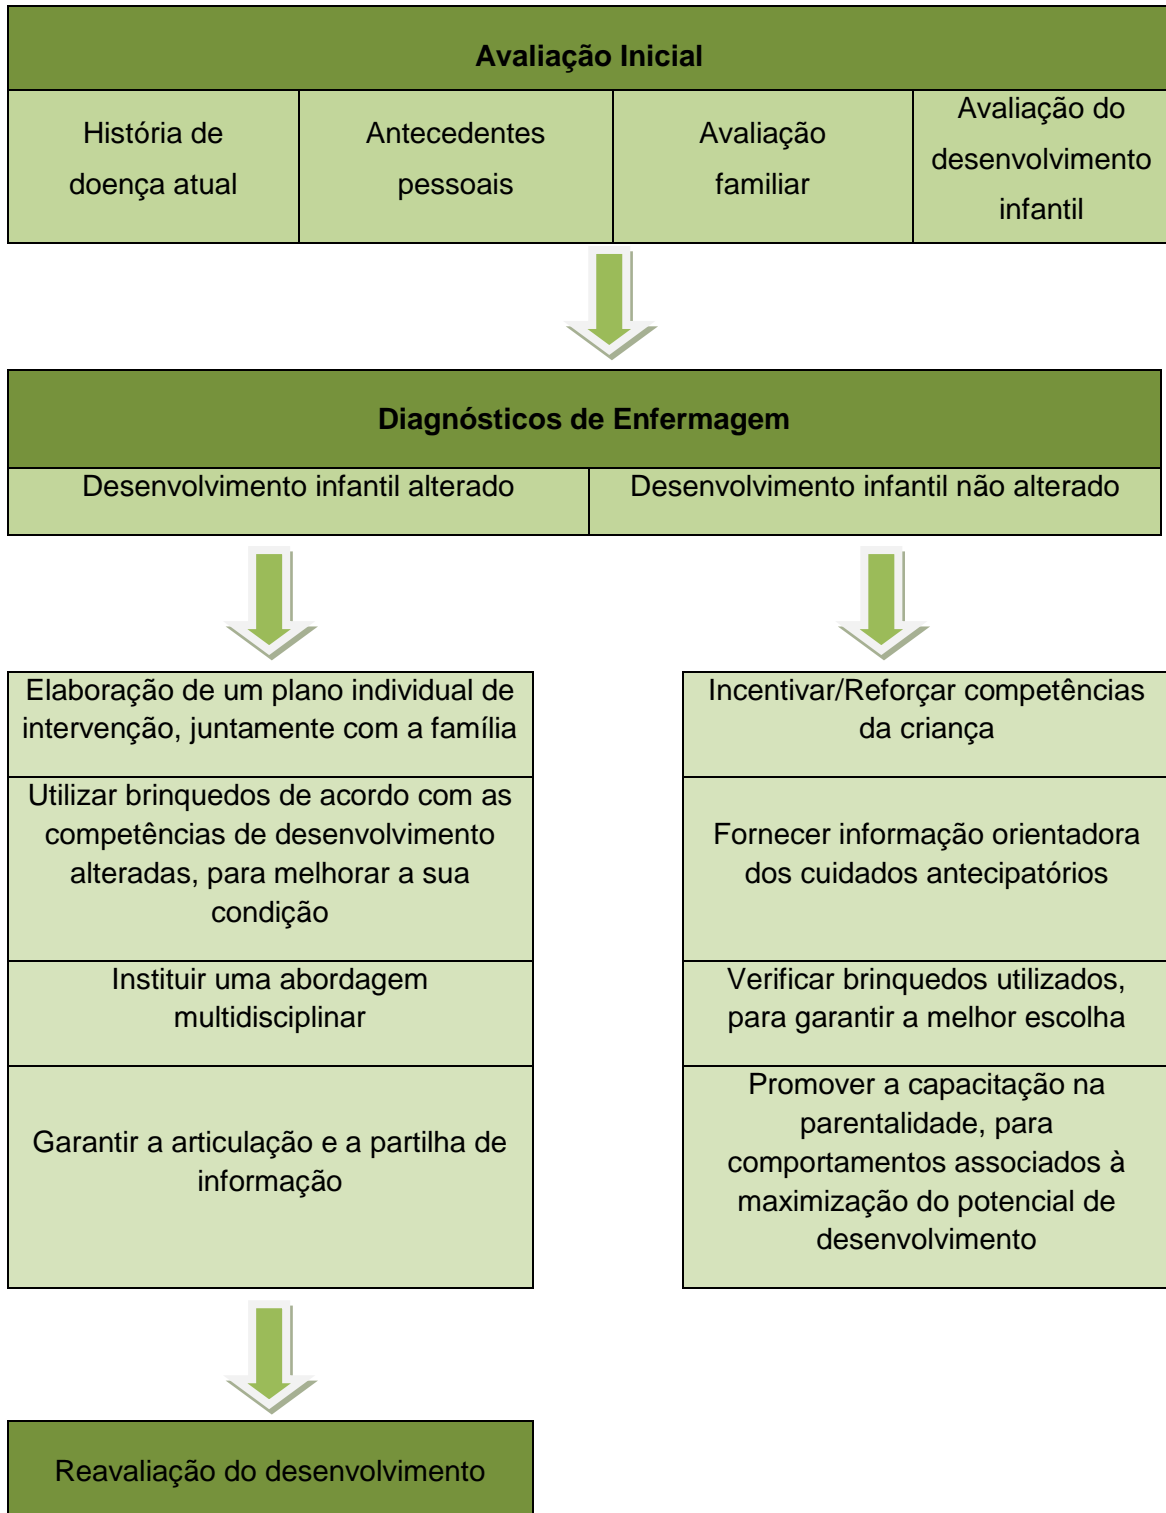 Avaliação Inicial
História de
doença atual
Antecedentes
pessoais
Avaliação
familiar
Avaliação do
desenvolvimento
infantil
Diagnósticos de Enfermagem
Desenvolvimento infantil alterado
Desenvolvimento infantil não alterado
Elaboração de um plano individual de
intervenção, juntamente com a família
Utilizar brinquedos de acordo com as
competências de desenvolvimento
alteradas, para melhorar a sua
condição
Instituir uma abordagem
multidisciplinar
Garantir a articulação e a partilha de
informação
Incentivar/Reforçar competências
da criança
Fornecer informação orientadora
dos cuidados antecipatórios
Verificar brinquedos utilizados,
para garantir a melhor escolha
Promover a capacitação na
parentalidade, para
comportamentos associados à
maximização do potencial de
desenvolvimento
Reavaliação do desenvolvimento